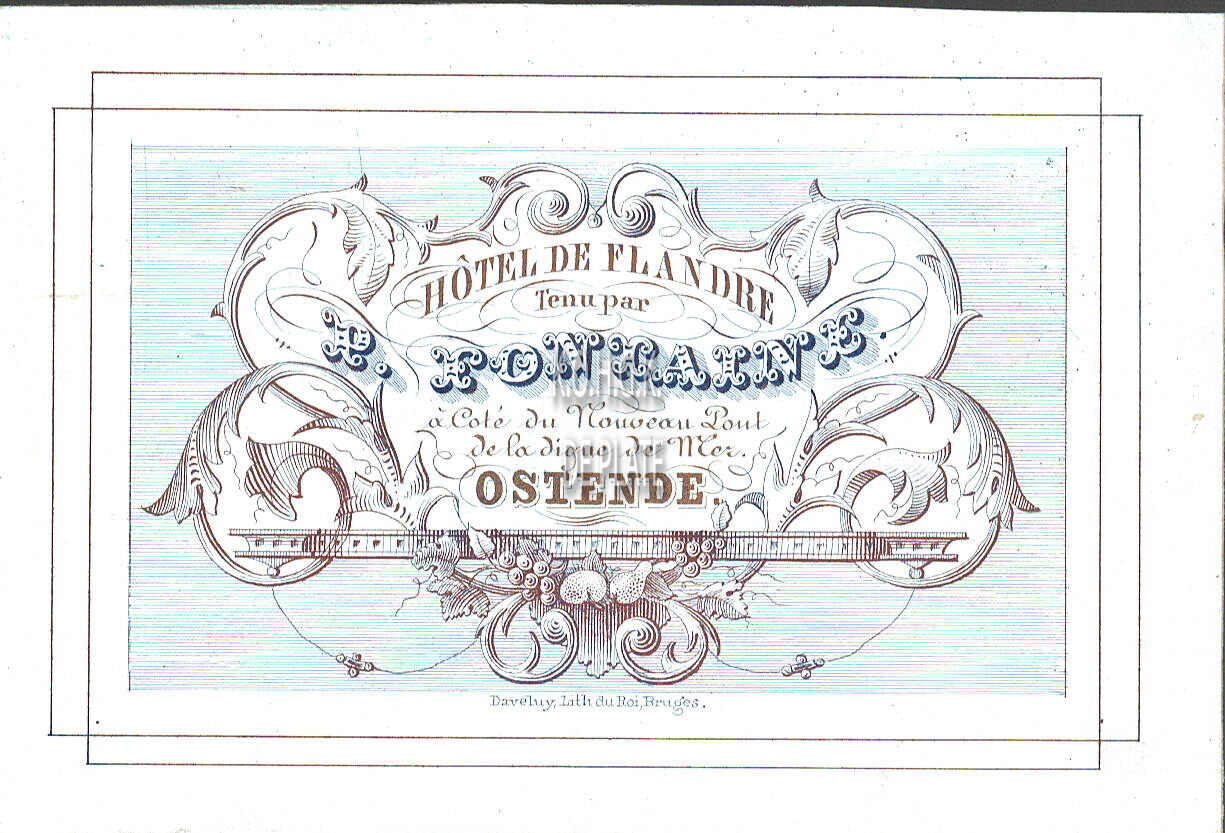 HÔTEL DE FLANDRE
Tenu par
P. FONTAINE.
à Coté du Nouveau Pont
de la digue de Mer.
OSTENDE.
Daveluy, Lith du Roi, Bruges.